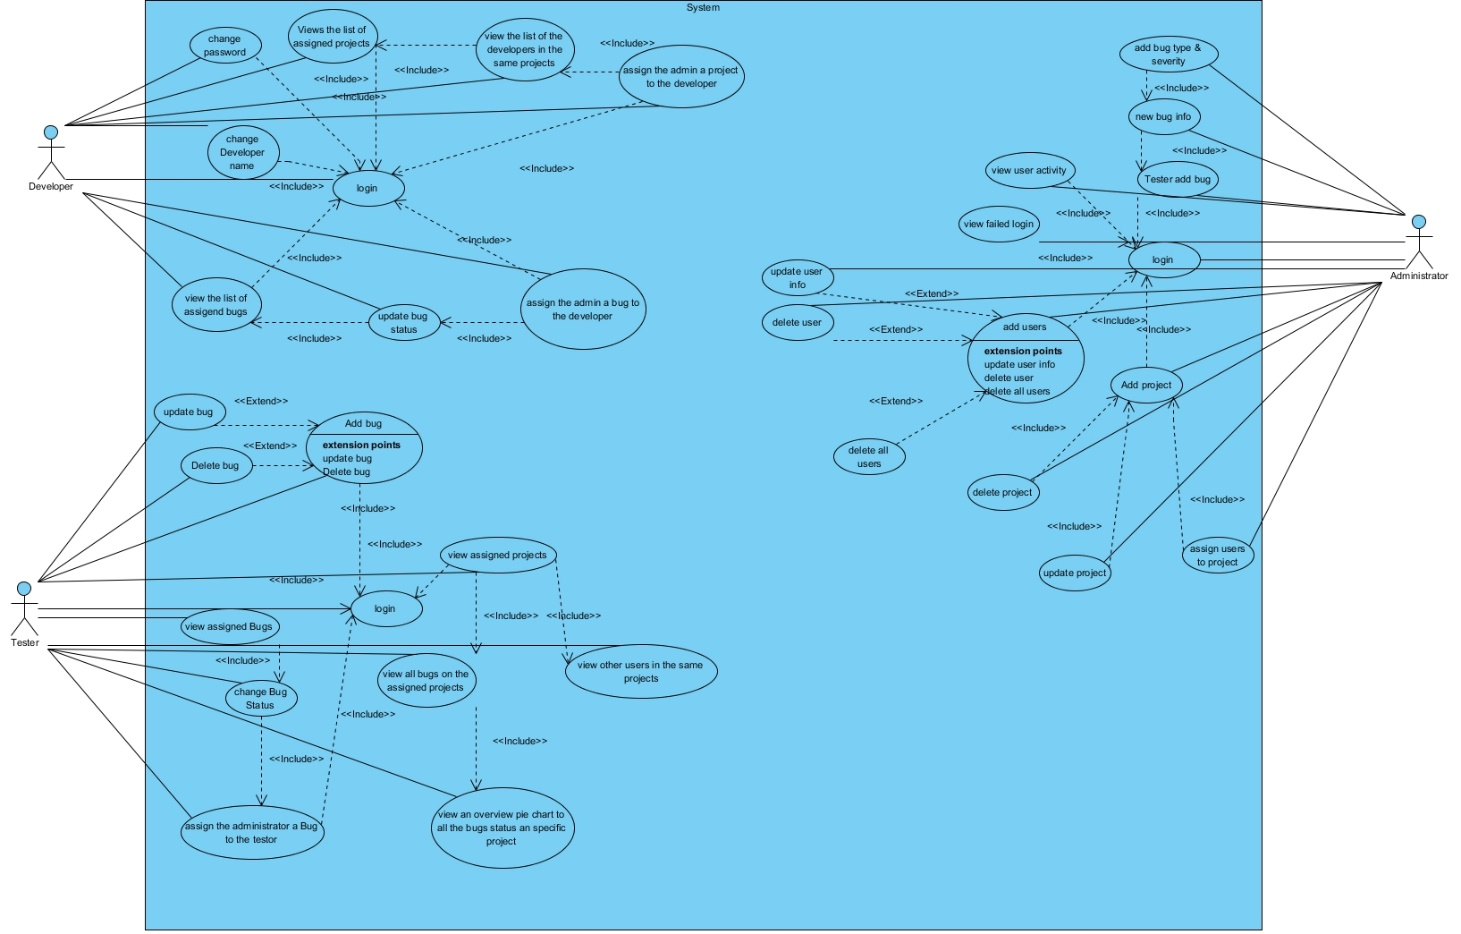 System
change
password
Views the list of
assigned projects
view the list of the
developers in the
same projects
<<Include>>
assign the admin a project
to the developer
<<Include>>
<<Include>>
<<Include>>
change
Developer
name
Developer
<<Include>>
login
<<Include>>
<<Include>>
<<Include>>
view the list of
assigend bugs
update bug
status
assign the admin a bug to
the developer
<<Include>>
<<Include>>
add bug type &
severity
<<Include>>
new bug info
<<Include>>
view user activity
Tester add bug
<<Include>>
<<Include>>
view failed login
<<Include>>
login
Administrator
update user
info
<<Extend>>
delete user
<<Extend>>
add users
extension points
update user info
delete user
delete all users
<<Include>>
<<Include>>
Add project
<<Extend>>
<<Include>>
delete all
users
delete project
<<Include>>
<<Include>>
update project
assign users
to project
update bug
<<Extend>>
Add bug
extension points
update bug
Delete bug
<<Extend>>
Delete bug
<<Include>>
<<Include>>
view assigned projects
<<Include>>
login
<<Include>>
<<Include>>
Tester
view assigned Bugs
<<Include>>
change Bug
Status
view all bugs on the
assigned projects
view other users in the same
projects
<<Include>>
<<Include>>
<<Include>>
assign the administrator a Bug
to the testor
view an overview pie chart to
all the bugs status an specific
project